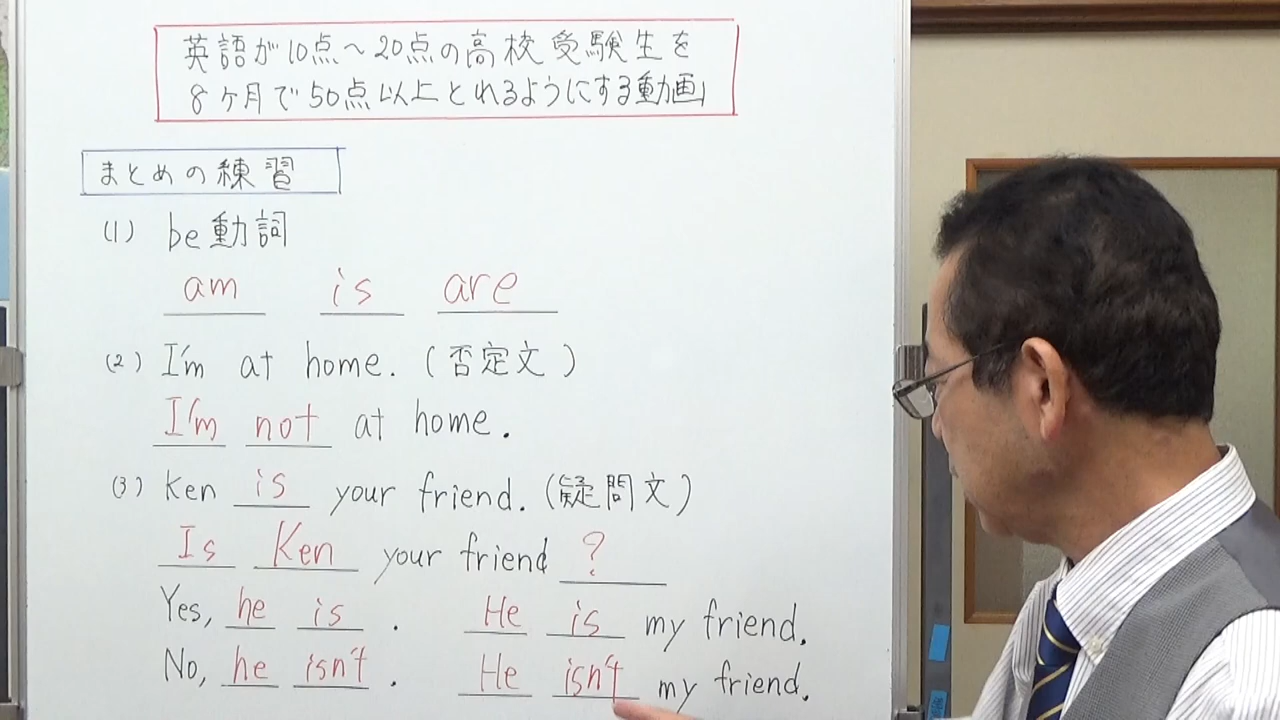 英語が10点～20点の高校受験生を
8ヶ月で50点以上とれるようにする動画
まとめの練習
(1) be動詞
am is are
(2) I'm at home. (否定文)
I'm not at home.
(3) Ken is your friend. (疑問文)
Is Ken your friend ?
Yes, he is . He is my friend.
No, he isn't . He isn't my friend.